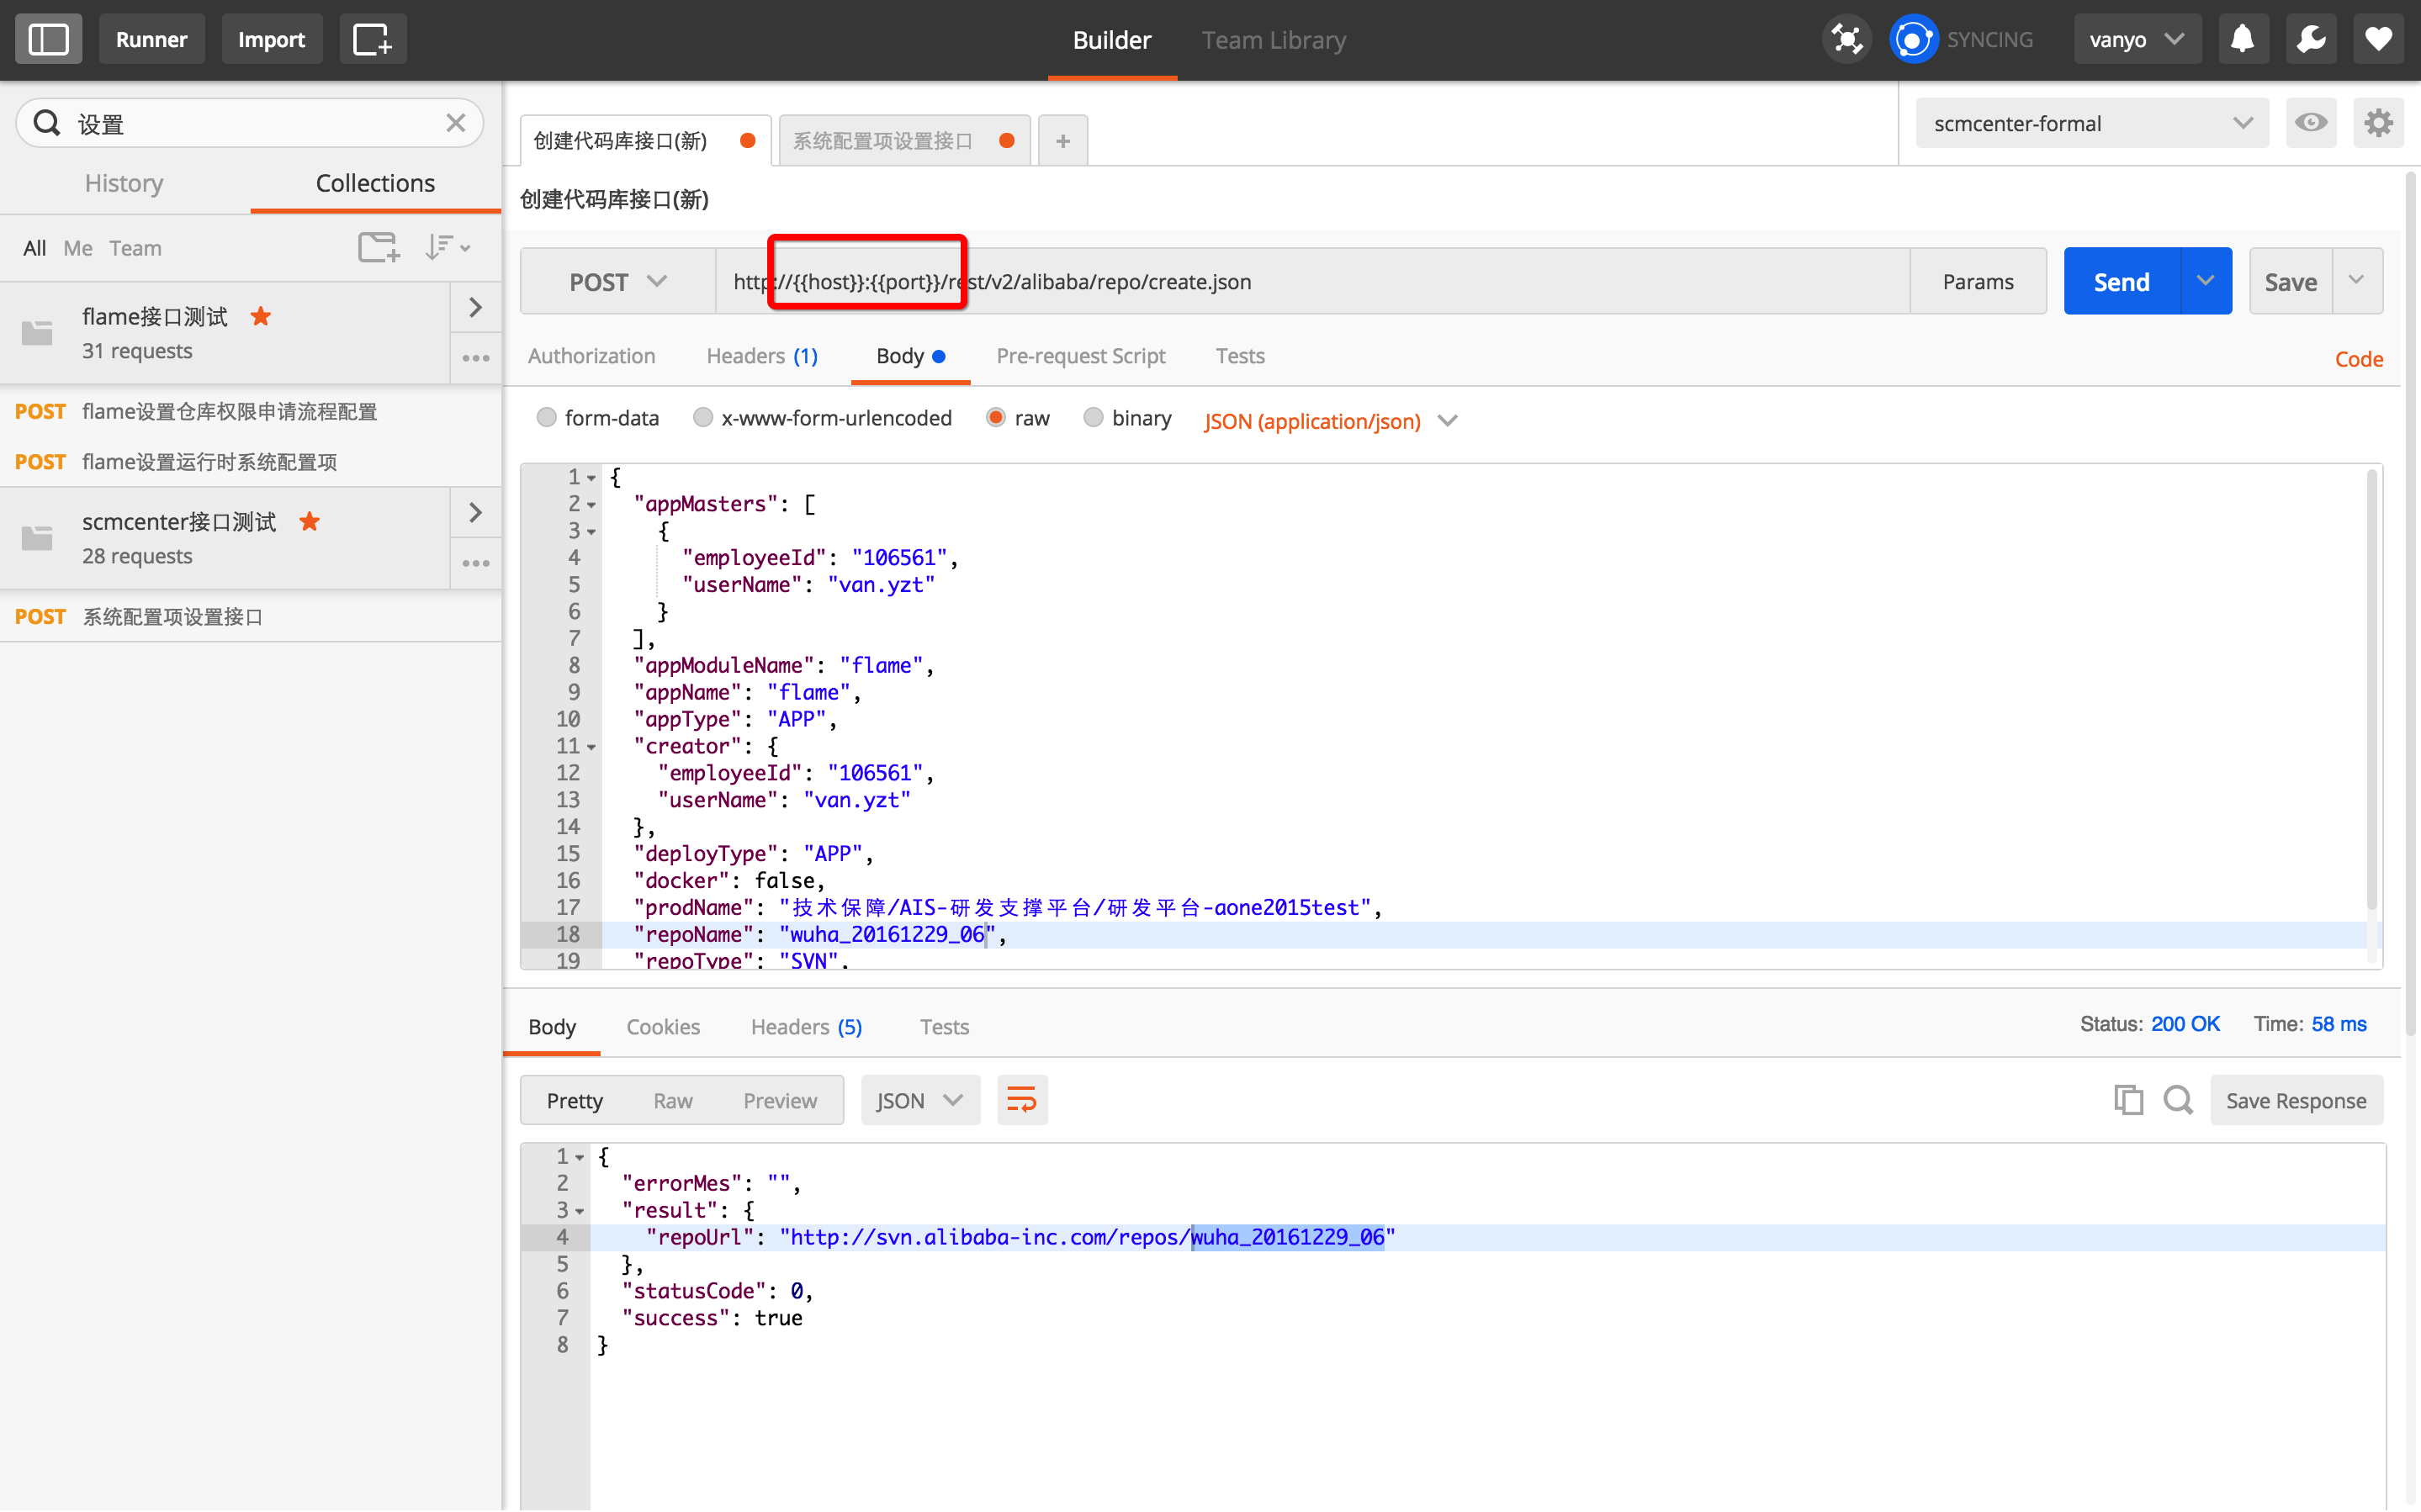 Runner Import Builder Team Library SYNCING vanyo
设置
History Collections
All Me Team
flame接口测试
31 requests
POST flame设置仓库权限申请流程配置
POST flame设置运行时系统配置项
scmcenter接口测试
28 requests
POST 系统配置项设置接口
创建代码库接口(新) 系统配置项设置接口 + scmcenter-formal
创建代码库接口(新)
POST http://{{host}}:{{port}}/rest/v2/alibaba/repo/create.json Params Send Save
Authorization Headers (1) Body Pre-request Script Tests Code
form-data x-www-form-urlencoded raw binary JSON (application/json)
1 {
2 "appMasters": [
3 {
4 "employeeId": "106561",
5 "userName": "van.yzt"
6 }
7 ],
8 "appModuleName": "flame",
9 "appName": "flame",
10 "appType": "APP",
11 "creator": {
12 "employeeId": "106561",
13 "userName": "van.yzt"
14 },
15 "deployType": "APP",
16 "docker": false,
17 "prodName": "技术保障/AIS-研发支撑平台/研发平台-aone2015test",
18 "repoName": "wuha_20161229_06",
19 "repoType": "SVN",
Body Cookies Headers (5) Tests Status: 200 OK Time: 58 ms
Pretty Raw Preview JSON Save Response
1 {
2 "errorMes": "",
3 "result": {
4 "repoUrl": "http://svn.alibaba-inc.com/repos/wuha_20161229_06"
5 },
6 "statusCode": 0,
7 "success": true
8 }